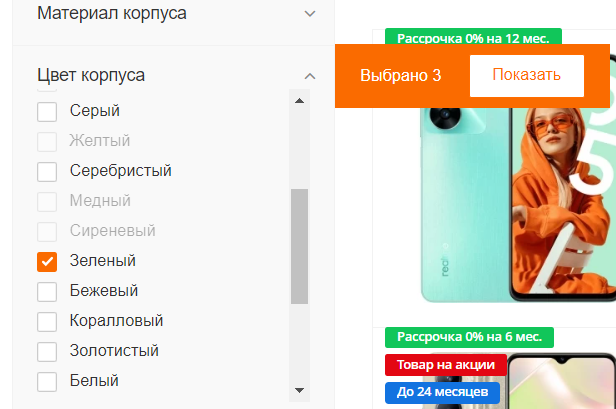 Материал корпуса
Цвет корпуса
Серый
Желтый
Серебристый
Медный
Сиреневый
Зеленый
Бежевый
Коралловый
Золотистый
Белый
Рассрочка 0% на 12 мес.
Выбрано 3
Показать
realme
Рассрочка 0% на 6 мес.
Товар на акции
До 24 месяцев